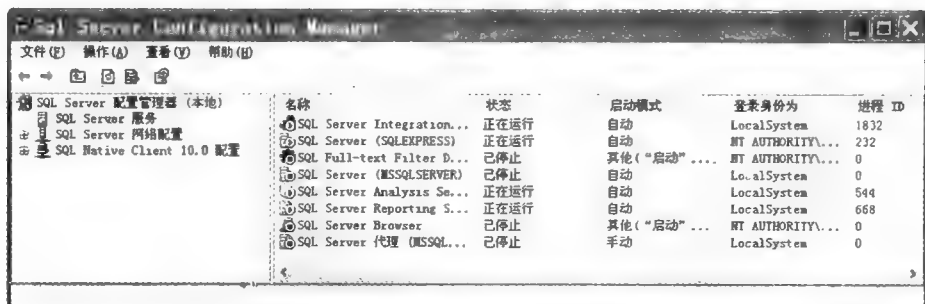 Sql Server Configuration Manager
文件(F) 操作(A) 查看(V) 帮助(H)
SQL Server 配置管理器 (本地)
SQL Server 服务
SQL Server 网络配置
SQL Native Client 10.0 配置
名称 状态 启动模式 登录身份为 进程 ID
SQL Server Integration... 正在运行 自动 LocalSystem 1832
SQL Server (SQLEXPRESS) 正在运行 自动 NT AUTHORITY\... 232
SQL Full-text Filter D... 已停止 其他("启动".... NT AUTHORITY\... 0
SQL Server (MSSQLSERVER) 已停止 自动 LocalSystem 0
SQL Server Analysis Se... 正在运行 自动 LocalSystem 544
SQL Server Reporting S... 正在运行 自动 LocalSystem 668
SQL Server Browser 已停止 其他("启动"... NT AUTHORITY\... 0
SQL Server 代理 (MSSQL... 已停止 手动 LocalSystem 0